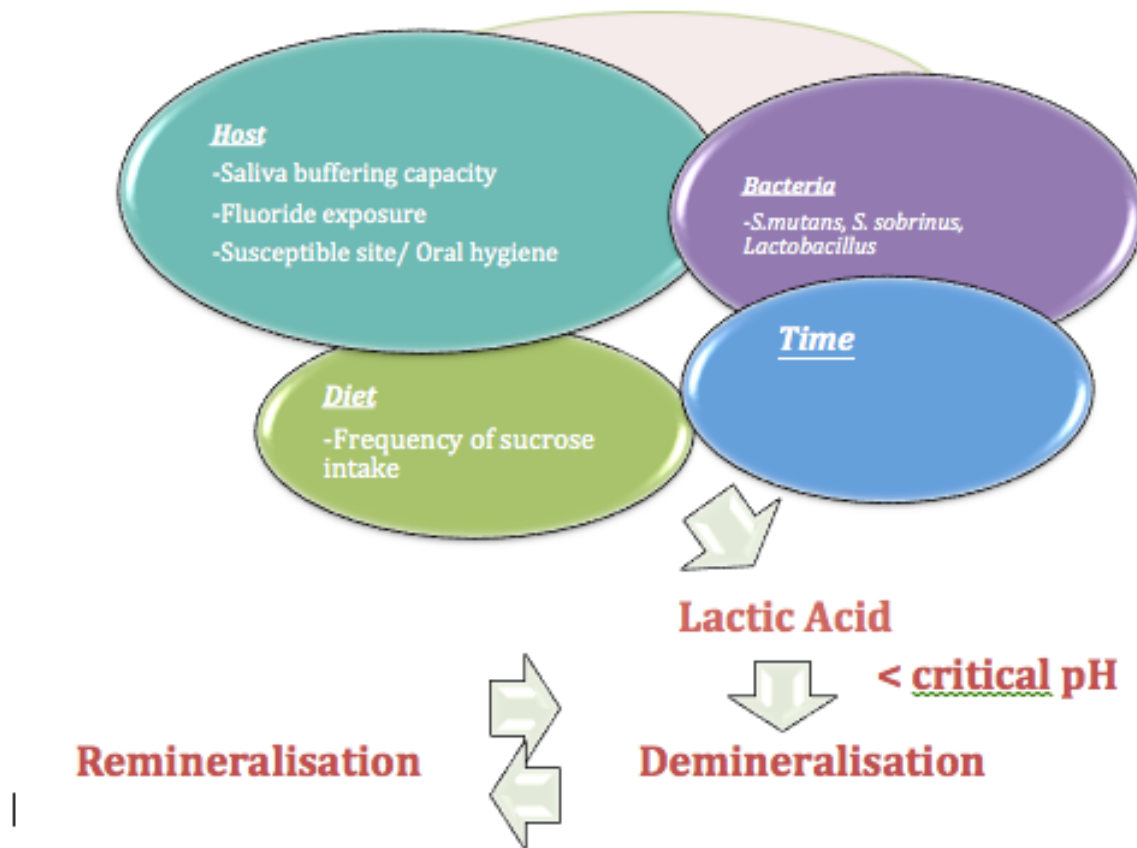 Host
-Saliva buffering capacity
-Fluoride exposure
-Susceptible site/ Oral hygiene
Bacteria
-S.mutans, S. sobrinus,
Lactobacillus
Time
Diet
-Frequency of sucrose
intake
Lactic Acid
< critical pH
Remineralisation
Demineralisation